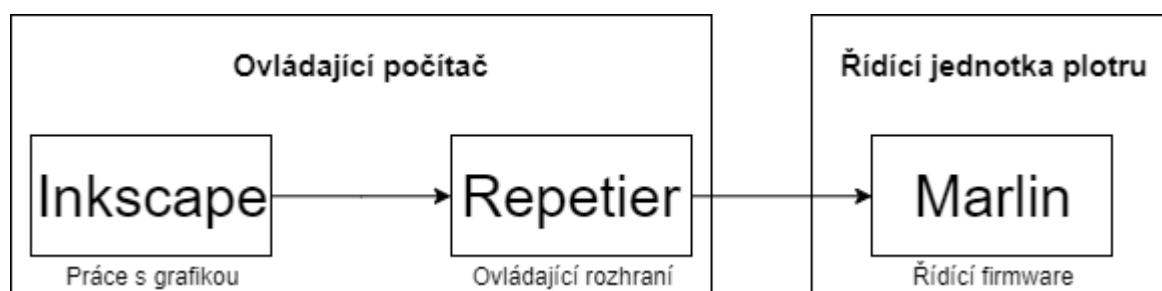 Ovládající počítač
Řídící jednotka plotru
Inkscape
Repetier
Marlin
Práce s grafikou
Ovládající rozhraní
Řídící firmware